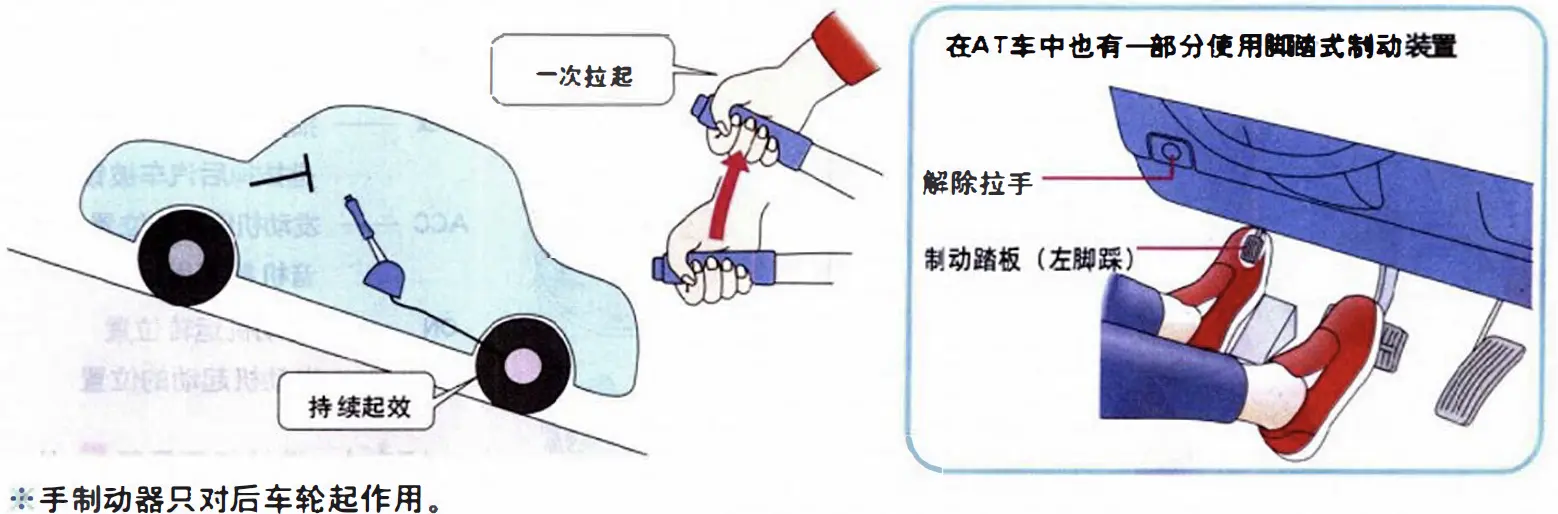 一次拉起
持续起效
※手制动器只对后车轮起作用。
在AT车中也有一部分使用脚踏式制动装置
解除拉手
制动踏板（左脚踩）